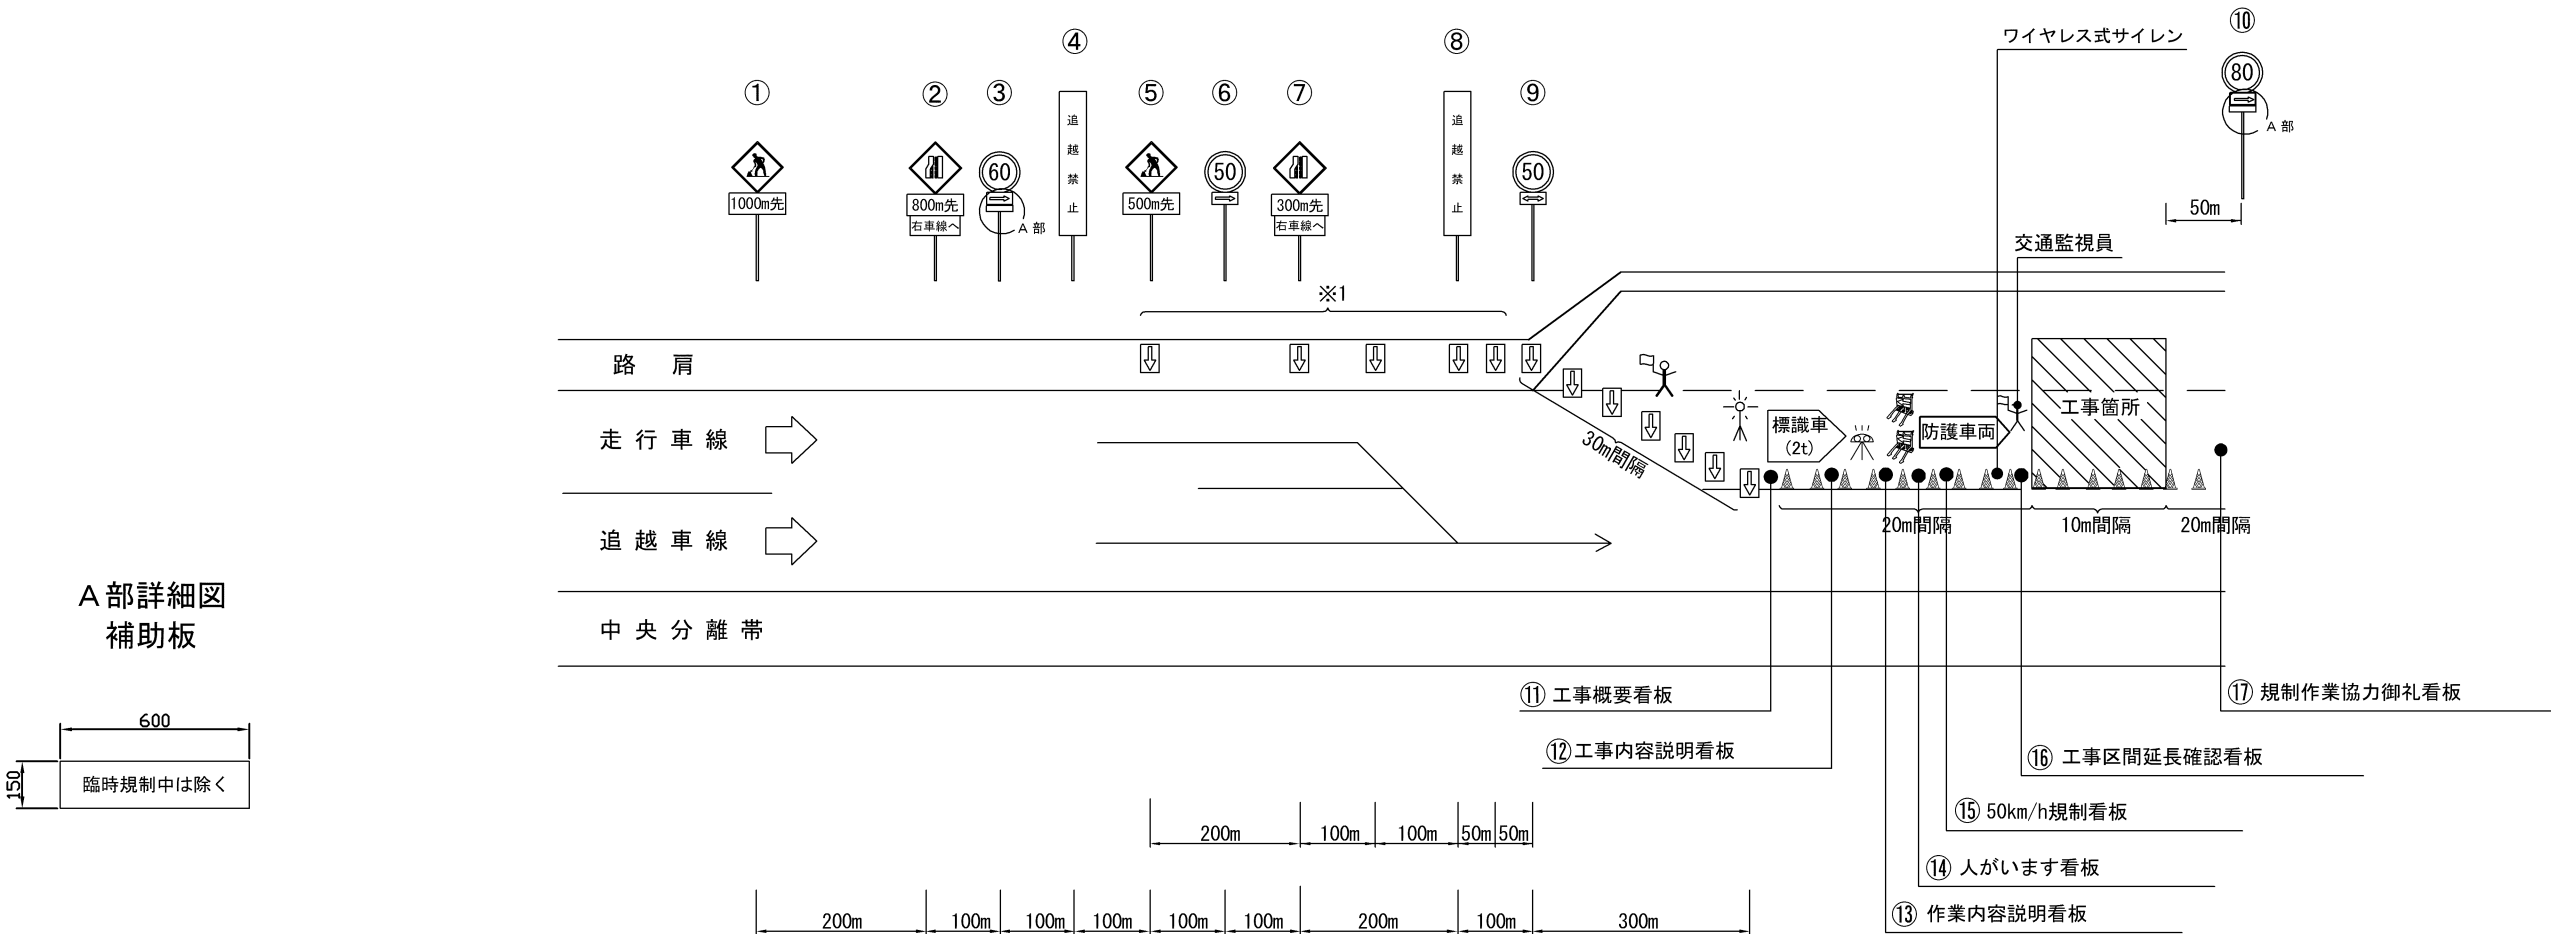 ①
②
③
④
⑤
⑥
⑦
⑧
⑨
⑩
1000m先
800m先
右車線へ
60
A 部
追越禁止
500m先
50
300m先
右車線へ
追越禁止
50
80
A 部
50m
ワイヤレス式サイレン
交通監視員
※1
路 肩
走 行 車 線
追 越 車 線
中 央 分 離 帯
30m間隔
標識車
(2t)
防護車両
工事箇所
20m間隔
10m間隔
20m間隔
A 部詳細図
補助板
600
150
臨時規制中は除く
⑪ 工事概要看板
⑫ 工事内容説明看板
⑬ 作業内容説明看板
⑭ 人がいます看板
⑮ 50km/h規制看板
⑯ 工事区間延長確認看板
⑰ 規制作業協力御礼看板
200m 100m 100m 50m 50m
200m 100m 100m 100m 100m 100m 200m 100m 300m